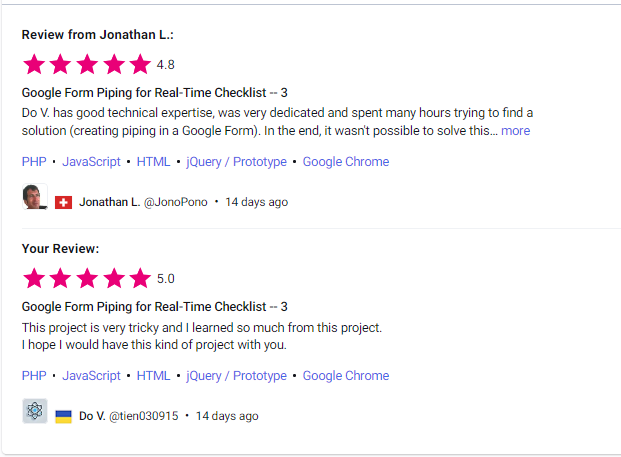 Review from Jonathan L.:
4.8
Google Form Piping for Real-Time Checklist -- 3
Do V. has good technical expertise, was very dedicated and spent many hours trying to find a
solution (creating piping in a Google Form). In the end, it wasn't possible to solve this... more
PHP • JavaScript • HTML • jQuery / Prototype • Google Chrome
Jonathan L. @JonoPono • 14 days ago
Your Review:
5.0
Google Form Piping for Real-Time Checklist -- 3
This project is very tricky and I learned so much from this project.
I hope I would have this kind of project with you.
PHP • JavaScript • HTML • jQuery / Prototype • Google Chrome
Do V. @tien030915 • 14 days ago